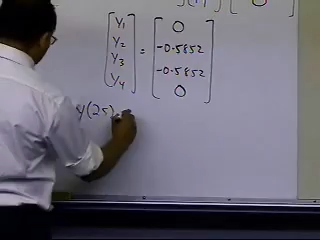 y₁ 0
y₂ = -0.5852
y₃ -0.5852
y₄ 0
y(25)